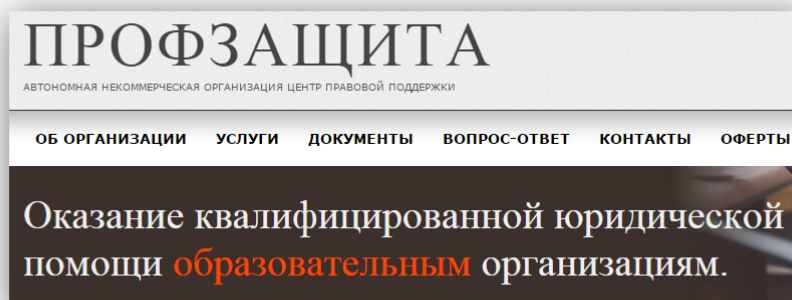 ПРОФЗАЩИТА
АВТОНОМНАЯ НЕКОММЕРЧЕСКАЯ ОРГАНИЗАЦИЯ ЦЕНТР ПРАВОВОЙ ПОДДЕРЖКИ
ОБ ОРГАНИЗАЦИИ УСЛУГИ ДОКУМЕНТЫ ВОПРОС-ОТВЕТ КОНТАКТЫ ОФЕРТЫ
Оказание квалифицированной юридической
помощи образовательным организациям.